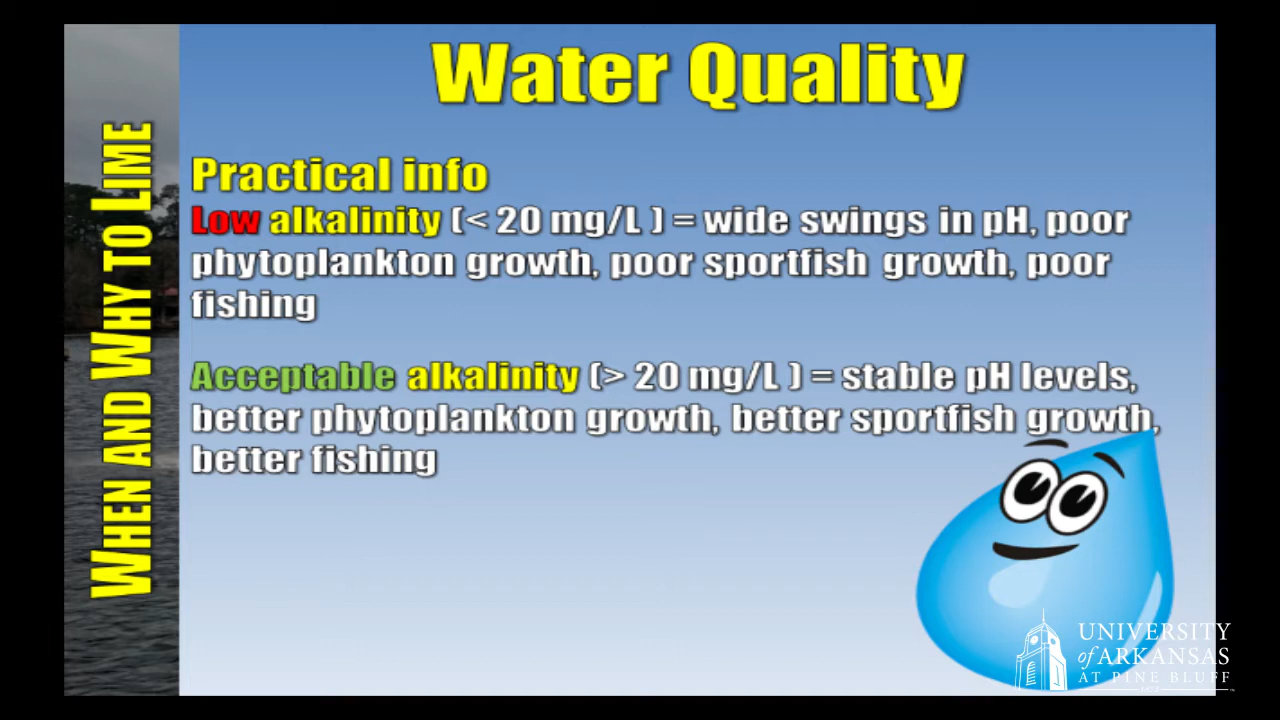 Water Quality
WHEN AND WHY TO LIME
Practical info
Low alkalinity (< 20 mg/L ) = wide swings in pH, poor
phytoplankton growth, poor sportfish growth, poor
fishing
Acceptable alkalinity (> 20 mg/L ) = stable pH levels,
better phytoplankton growth, better sportfish growth,
better fishing
UNIVERSITY
of ARKANSAS
AT PINE BLUFF